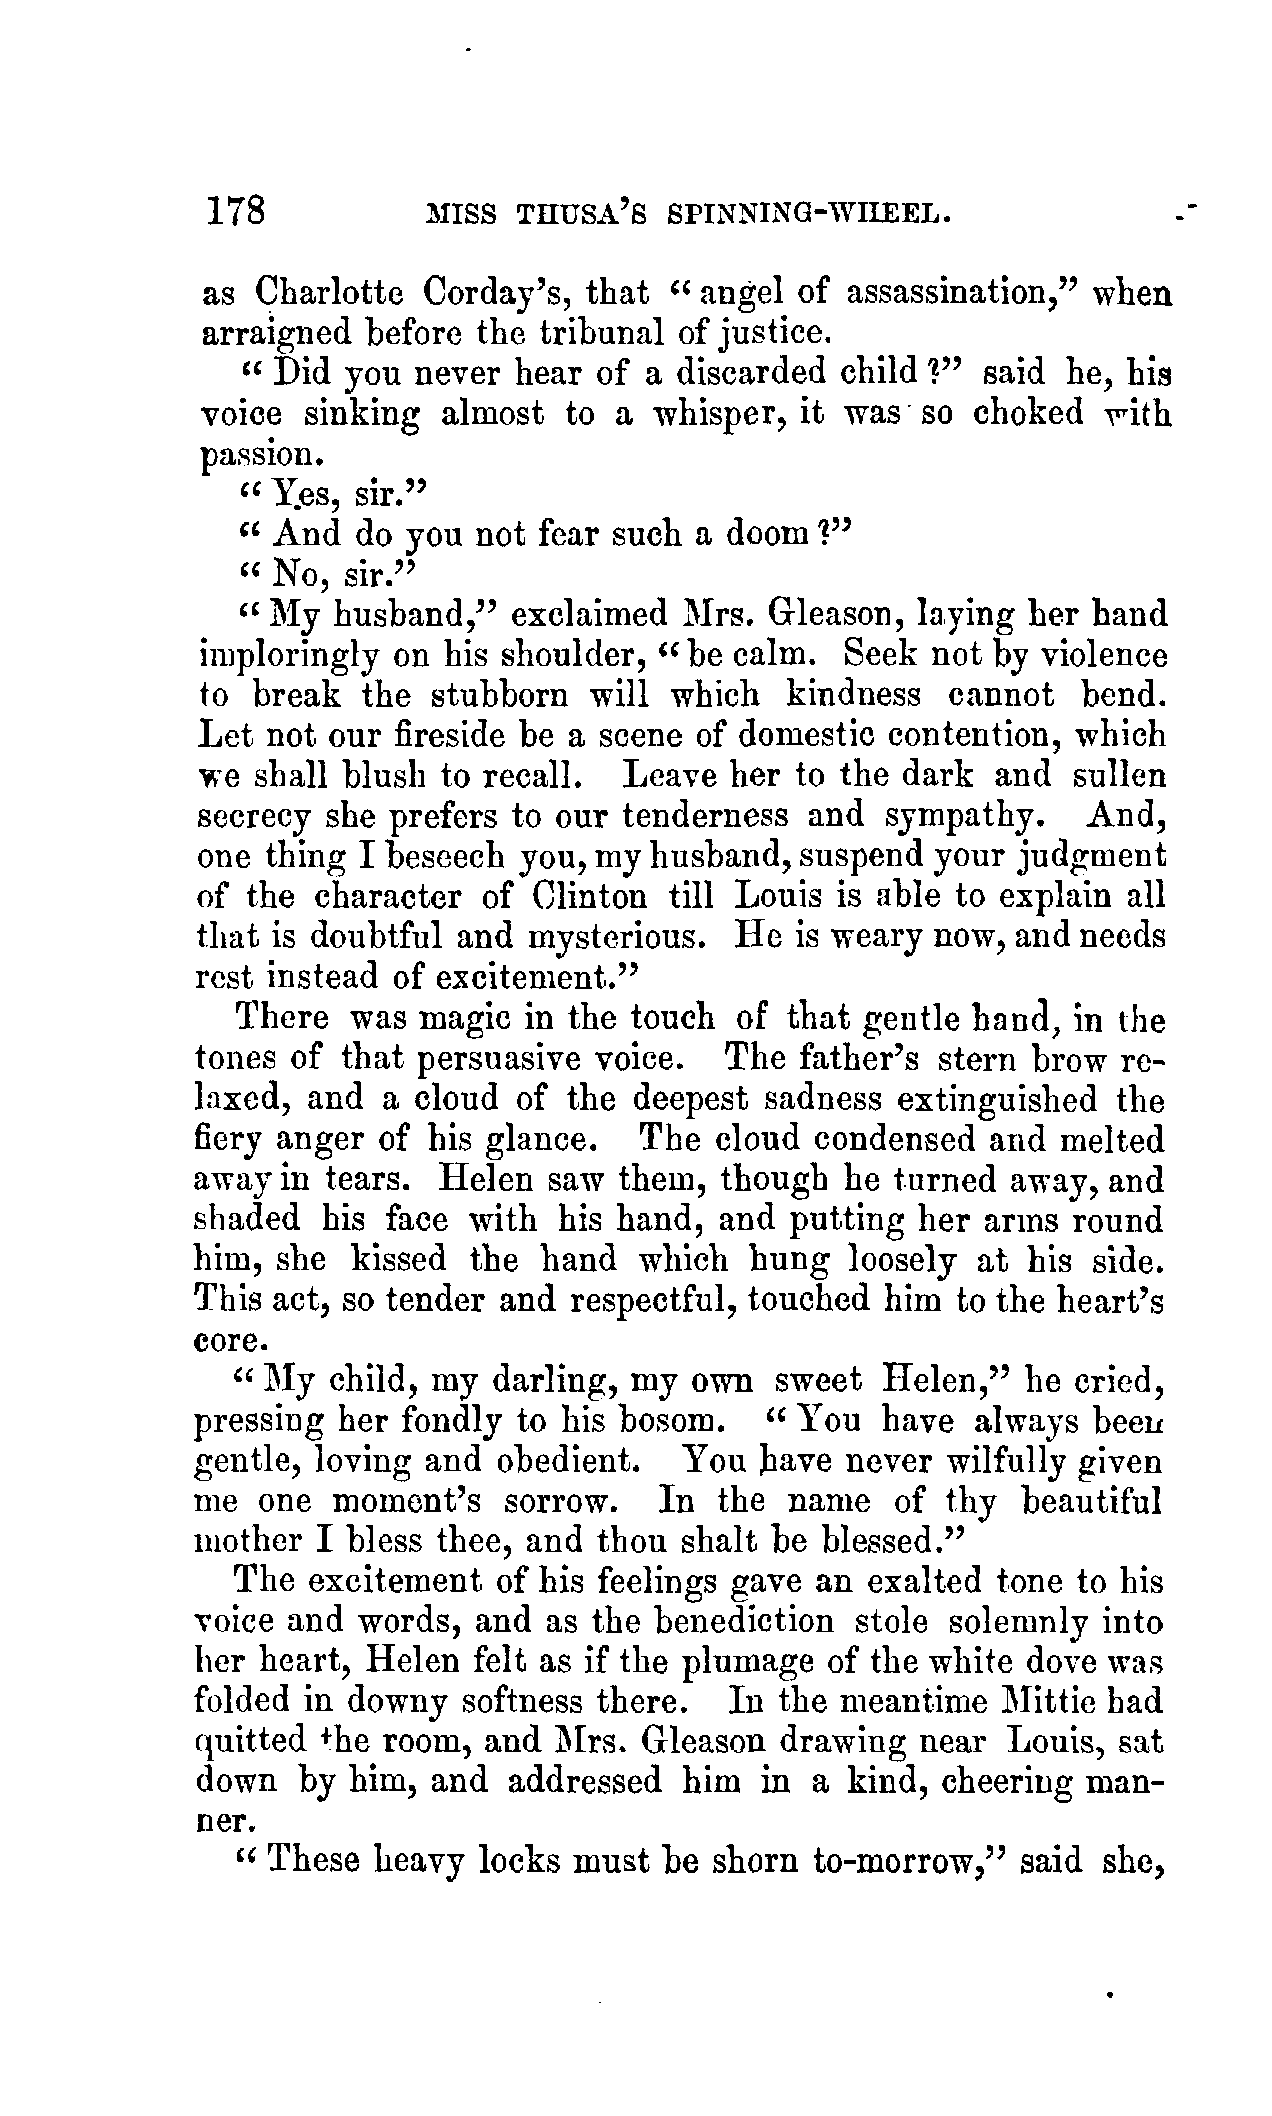 178 MISS THUSA'S SPINNING-WHEEL.
as Charlotte Corday's, that "angel of assassination," when
arraigned before the tribunal of justice.
"Did you never hear of a discarded child?" said he, his
voice sinking almost to a whisper, it was so choked with
passion.
"Yes, sir."
"And do you not fear such a doom?"
"No, sir."
"My husband," exclaimed Mrs. Gleason, laying her hand
imploringly on his shoulder, "be calm. Seek not by violence
to break the stubborn will which kindness cannot bend.
Let not our fireside be a scene of domestic contention, which
we shall blush to recall. Leave her to the dark and sullen
secrecy she prefers to our tenderness and sympathy. And,
one thing I beseech you, my husband, suspend your judgment
of the character of Clinton till Louis is able to explain all
that is doubtful and mysterious. He is weary now, and needs
rest instead of excitement."
There was magic in the touch of that gentle hand, in the
tones of that persuasive voice. The father's stern brow re-
laxed, and a cloud of the deepest sadness extinguished the
fiery anger of his glance. The cloud condensed and melted
away in tears. Helen saw them, though he turned away, and
shaded his face with his hand, and putting her arms round
him, she kissed the hand which hung loosely at his side.
This act, so tender and respectful, touched him to the heart's
core.
"My child, my darling, my own sweet Helen," he cried,
pressing her fondly to his bosom. "You have always been
gentle, loving and obedient. You have never wilfully given
me one moment's sorrow. In the name of thy beautiful
mother I bless thee, and thou shalt be blessed."
The excitement of his feelings gave an exalted tone to his
voice and words, and as the benediction stole solemnly into
her heart, Helen felt as if the plumage of the white dove was
folded in downy softness there. In the meantime Mittie had
quitted the room, and Mrs. Gleason drawing near Louis, sat
down by him, and addressed him in a kind, cheering man-
ner.
"These heavy locks must be shorn to-morrow," said she,